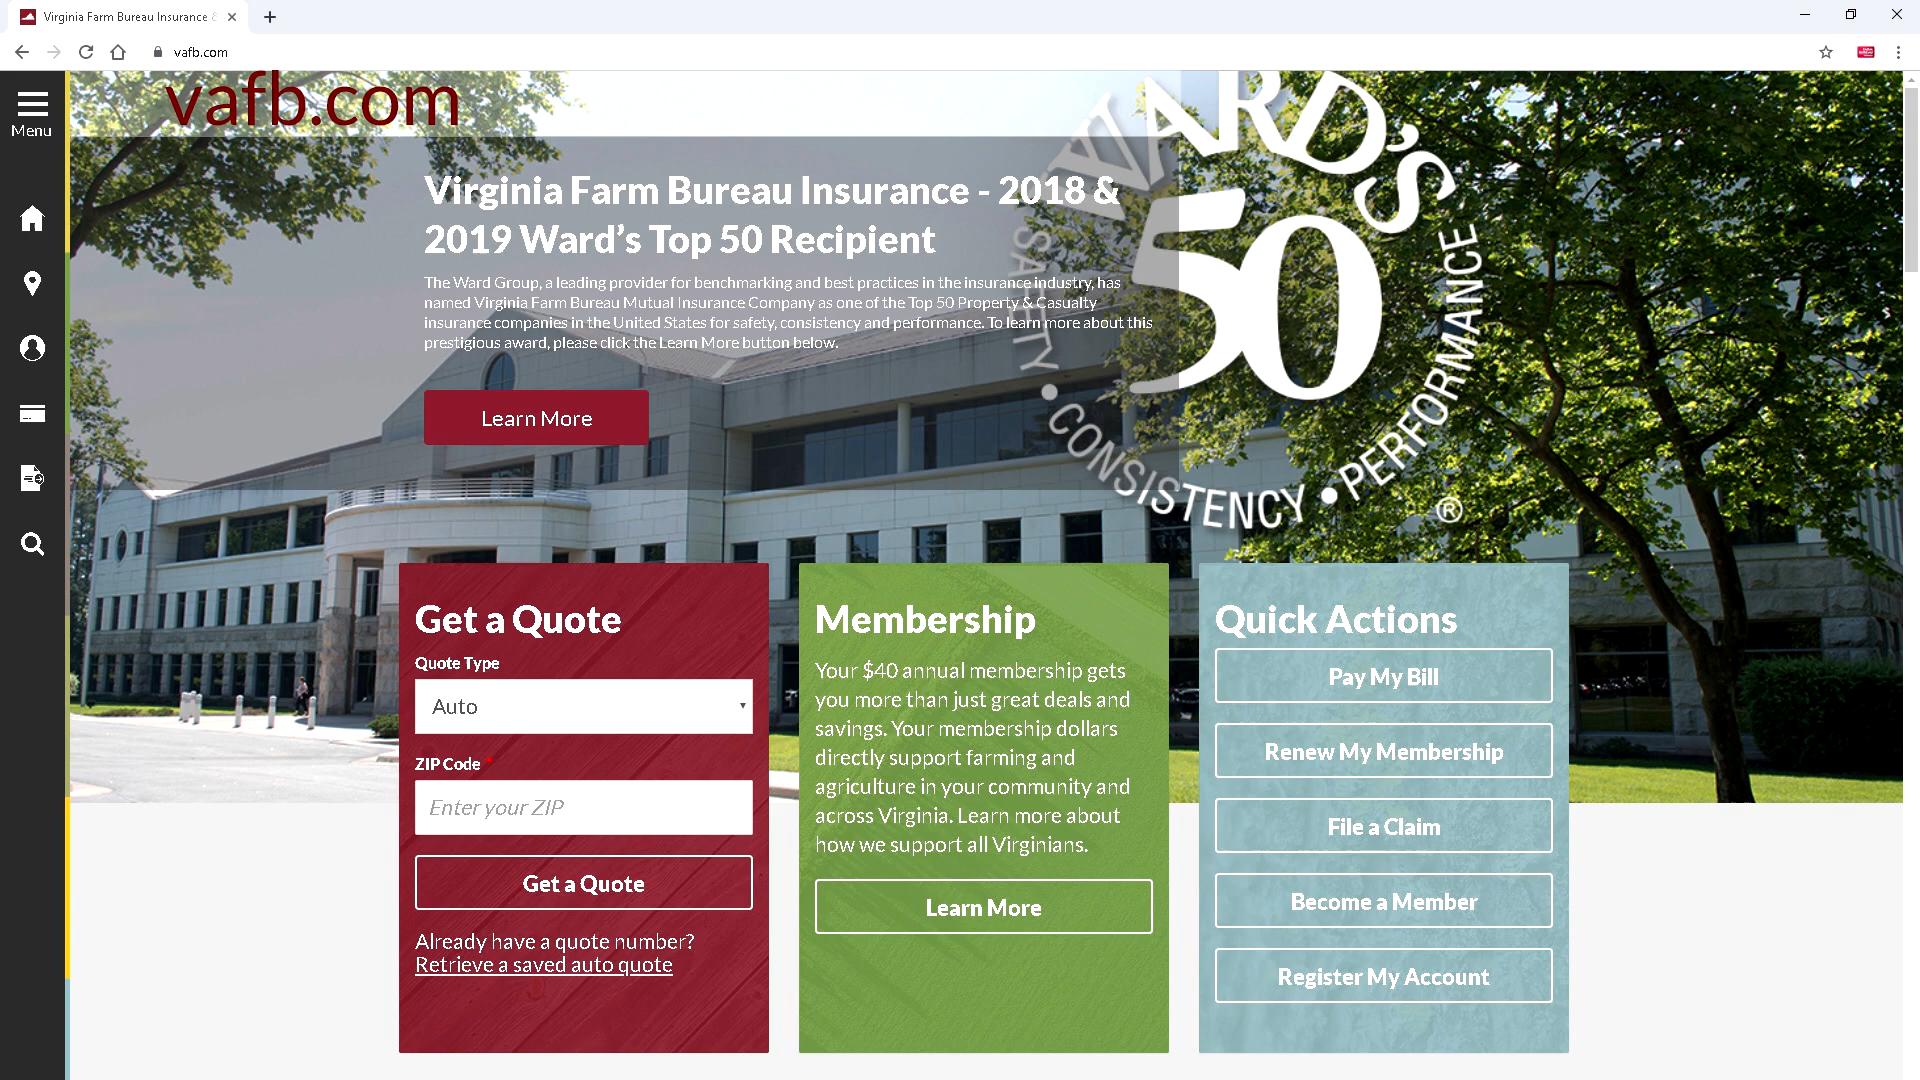 Virginia Farm Bureau Insurance &
vafb.com
Menu
vafb.com
WARD'S
50
SAFETY • CONSISTENCY • PERFORMANCE
®
Virginia Farm Bureau Insurance - 2018 &
2019 Ward's Top 50 Recipient
The Ward Group, a leading provider for benchmarking and best practices in the insurance industry, has
named Virginia Farm Bureau Mutual Insurance Company as one of the Top 50 Property & Casualty
insurance companies in the United States for safety, consistency and performance. To learn more about this
prestigious award, please click the Learn More button below.
Learn More
Get a Quote
Quote Type
Auto
ZIP Code *
Enter your ZIP
Get a Quote
Already have a quote number?
Retrieve a saved auto quote
Membership
Your $40 annual membership gets
you more than just great deals and
savings. Your membership dollars
directly support farming and
agriculture in your community and
across Virginia. Learn more about
how we support all Virginians.
Learn More
Quick Actions
Pay My Bill
Renew My Membership
File a Claim
Become a Member
Register My Account